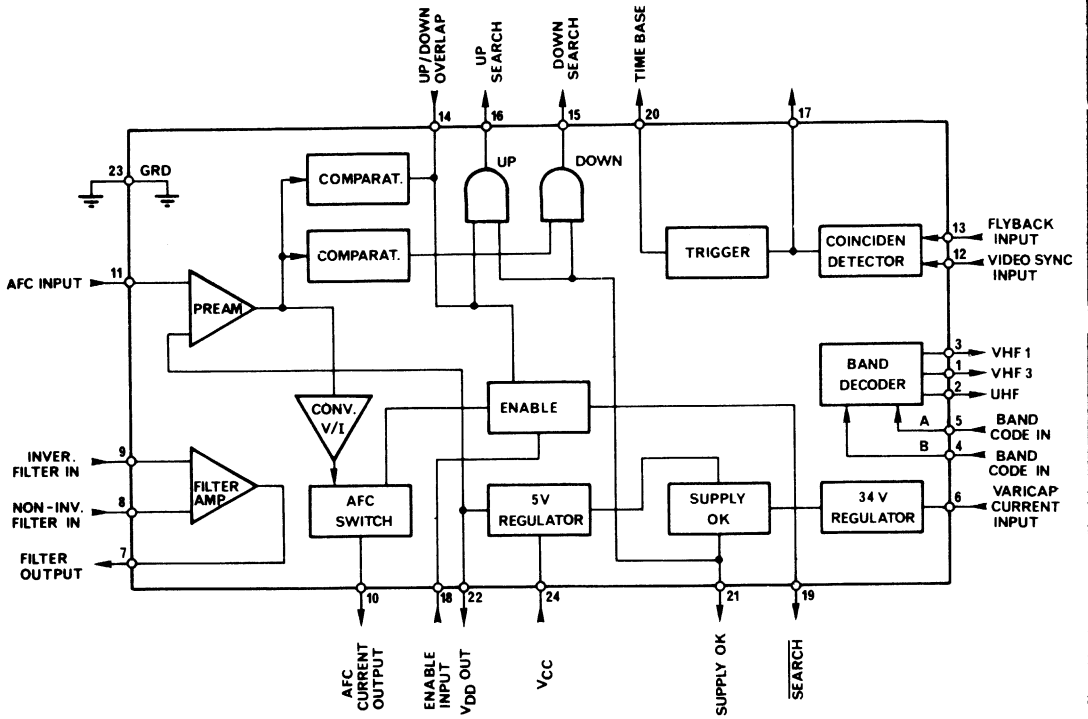 UP/DOWN
OVERLAP
UP
SEARCH
DOWN
SEARCH
TIME BASE
14
16
15
20
17
23
GRD
COMPARAT.
UP
DOWN
COMPARAT.
TRIGGER
COINCIDEN
DETECTOR
13
FLYBACK
INPUT
12
VIDEO SYNC
INPUT
AFC INPUT
11
PREAM
BAND
DECODER
3
VHF 1
1
VHF 3
2
UHF
A
5
BAND
CODE IN
B
4
BAND
CODE IN
CONV.
V/I
ENABLE
INVER.
FILTER IN
9
NON-INV.
FILTER IN
8
FILTER
AMP
FILTER
OUTPUT
7
AFC
SWITCH
5V
REGULATOR
SUPPLY
OK
34 V
REGULATOR
6
VARICAP
CURRENT
INPUT
10
18
22
24
21
19
AFC
CURRENT
OUTPUT
ENABLE
INPUT
VDD OUT
VCC
SUPPLY OK
SEARCH